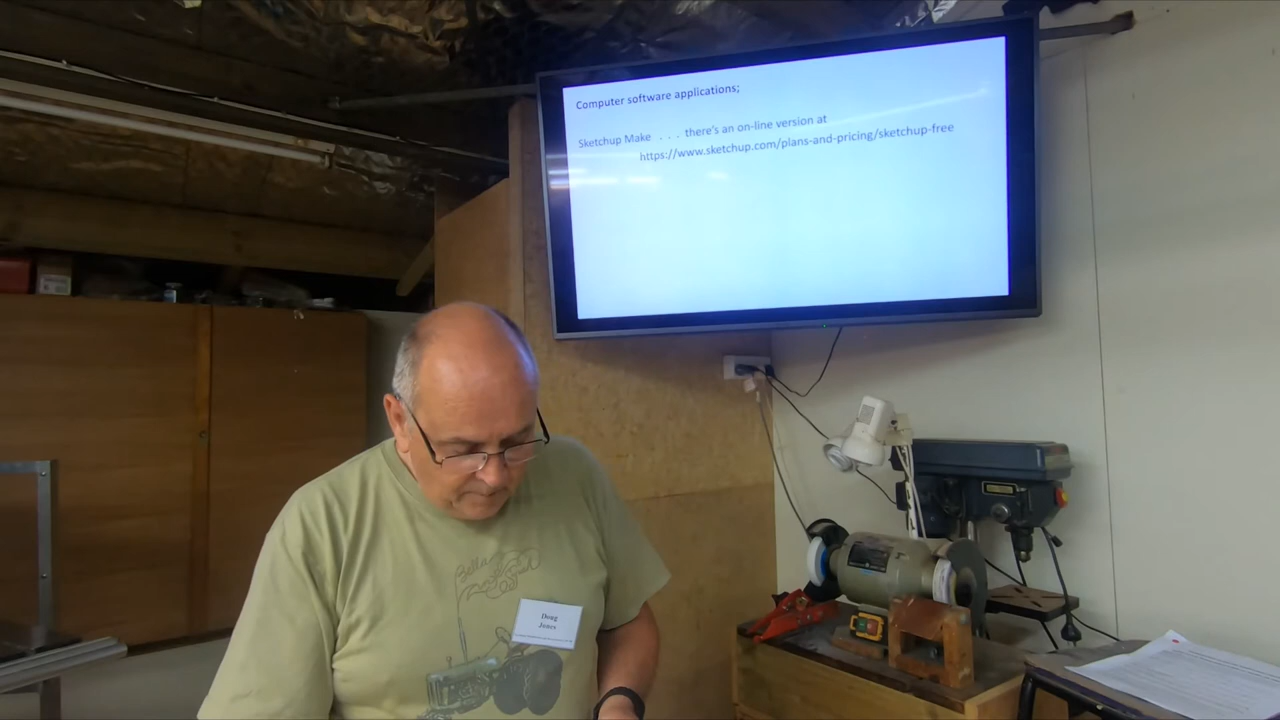 Computer software applications;
Sketchup Make . . . there's an on-line version at
https://www.sketchup.com/plans-and-pricing/sketchup-free
Bella
Doug
Jones